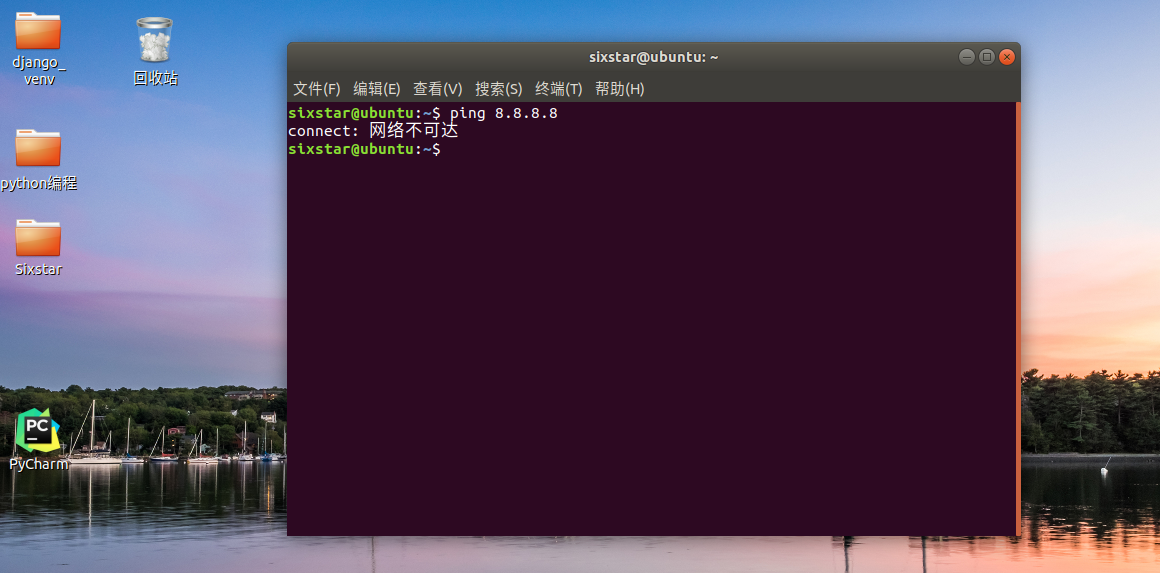 django_
venv
回收站
python编程
Sixstar
PC
PyCharm
sixstar@ubuntu: ~
文件(F) 编辑(E) 查看(V) 搜索(S) 终端(T) 帮助(H)
sixstar@ubuntu:~$ ping 8.8.8.8
connect: 网络不可达
sixstar@ubuntu:~$